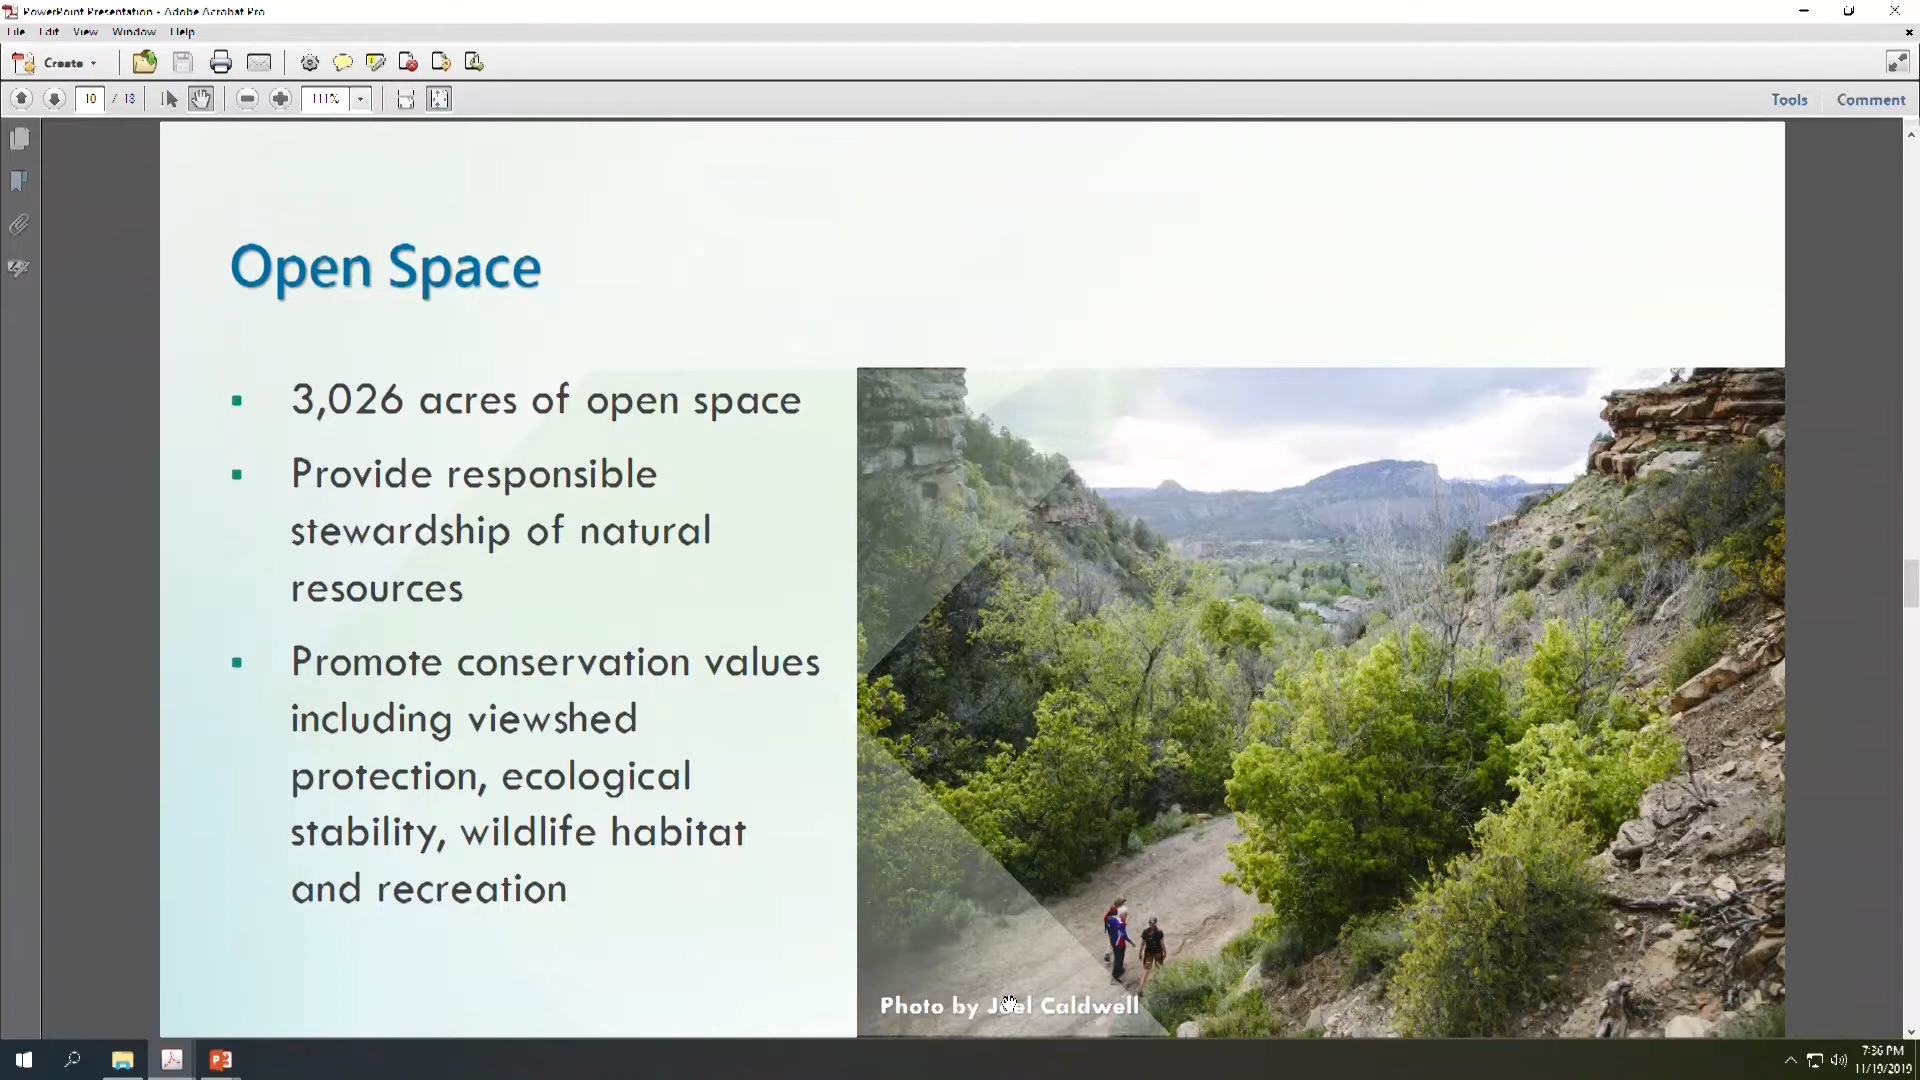 PowerPoint Presentation - Adobe Acrobat Pro
File Edit View Window Help
Create
10 / 13 111% Tools Comment
Open Space
▪ 3,026 acres of open space
▪ Provide responsible
stewardship of natural
resources
▪ Promote conservation values
including viewshed
protection, ecological
stability, wildlife habitat
and recreation
Photo by Joel Caldwell
7:36 PM
11/19/2019